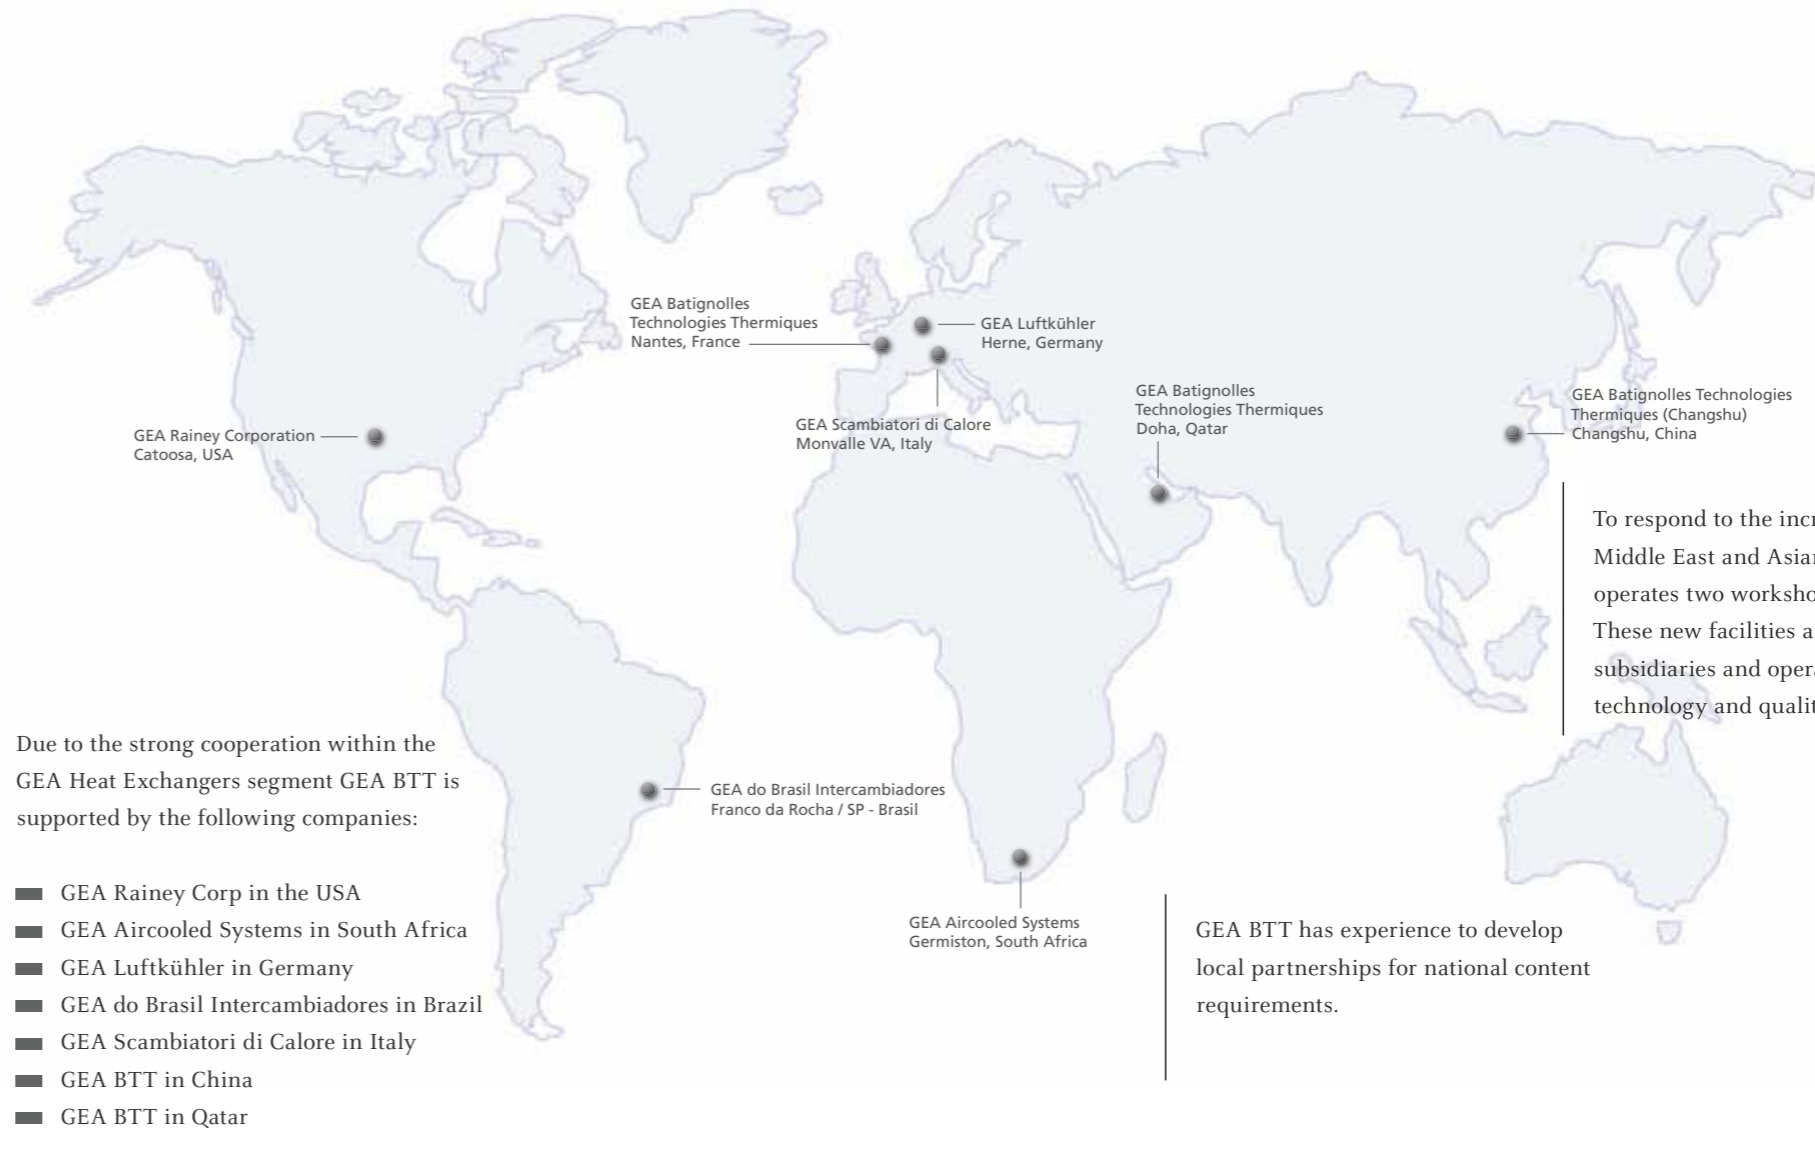 GEA Batignolles
Technologies Thermiques
Nantes, France
GEA Luftkühler
Herne, Germany
GEA Scambiatori di Calore
Monvalle VA, Italy
GEA Batignolles
Technologies Thermiques
Doha, Qatar
GEA Batignolles Technologies
Thermiques (Changshu)
Changshu, China
GEA Rainey Corporation
Catoosa, USA
To respond to the
Middle East and
operates two
These new facilities
subsidiaries and
technology and
Due to the strong cooperation within the
GEA Heat Exchangers segment GEA BTT is
supported by the following companies:
GEA Rainey Corp in the USA
GEA Aircooled Systems in South Africa
GEA Luftkühler in Germany
GEA do Brasil Intercambiadores in Brazil
GEA Scambiatori di Calore in Italy
GEA BTT in China
GEA BTT in Qatar
GEA do Brasil Intercambiadores
Franco da Rocha / SP - Brasil
GEA Aircooled Systems
Germiston, South Africa
GEA BTT has experience to develop
local partnerships for national content
requirements.